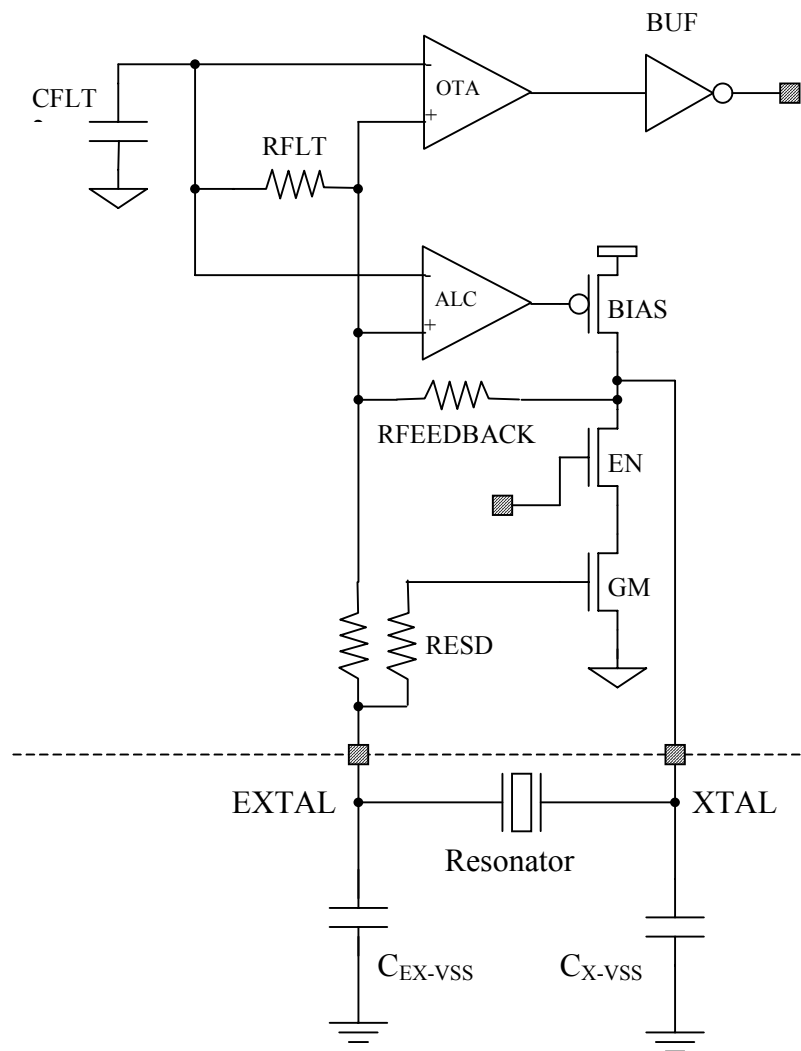 BUF
CFLT
-
OTA
+
RFLT
-
ALC
+
BIAS
RFEEDBACK
EN
GM
RESD
EXTAL
XTAL
Resonator
CEX-VSS
CX-VSS